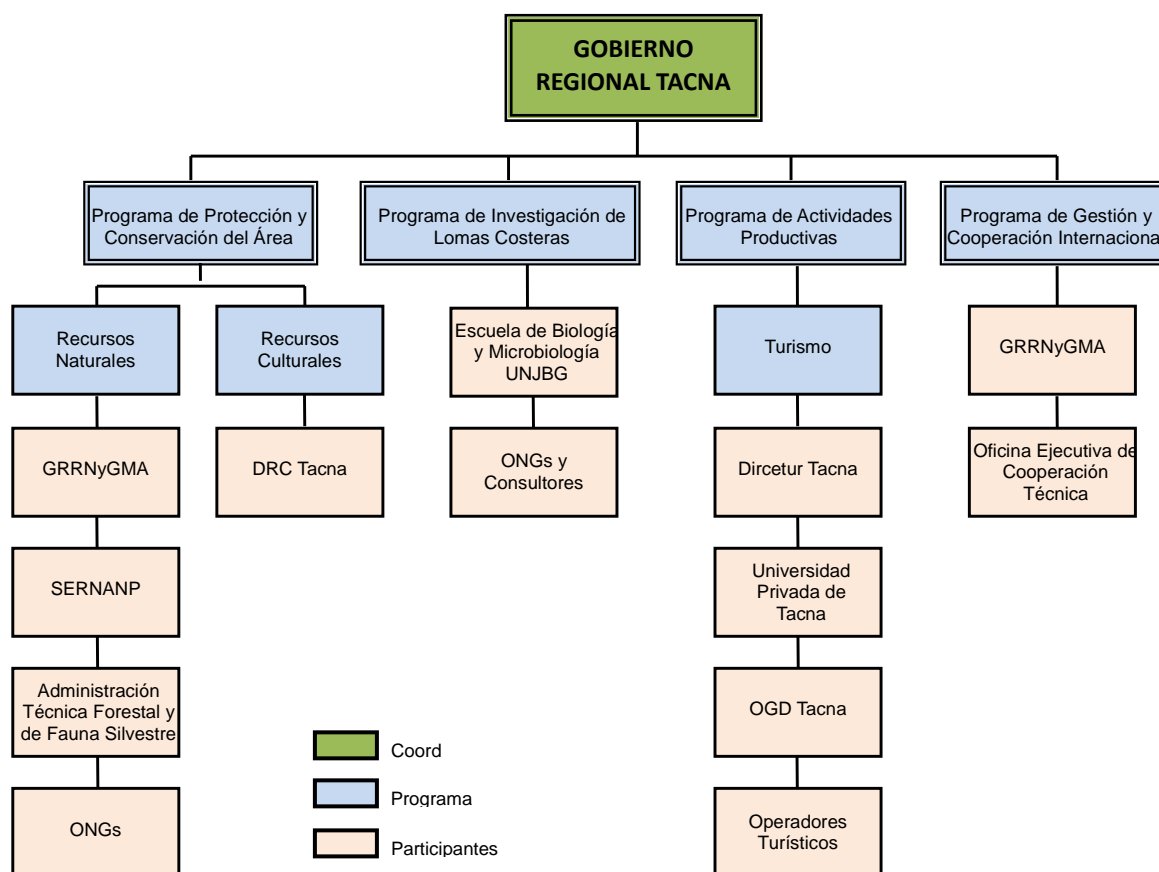 GOBIERNO
REGIONAL TACNA
Programa de Protección y
Conservación del Área
Programa de Investigación de
Lomas Costeras
Programa de Actividades
Productivas
Programa de Gestión y
Cooperación Internaciona
Recursos
Naturales
Recursos
Culturales
Escuela de Biología
y Microbiología
UNJBG
Turismo
GRRNyGMA
GRRNyGMA
DRC Tacna
ONGs y
Consultores
Dircetur Tacna
Oficina Ejecutiva de
Cooperación
Técnica
SERNANP
Universidad
Privada de
Tacna
Administración
Técnica Forestal y
de Fauna Silvestre
OGD Tacna
ONGs
Operadores
Turísticos
Coord
Programa
Participantes